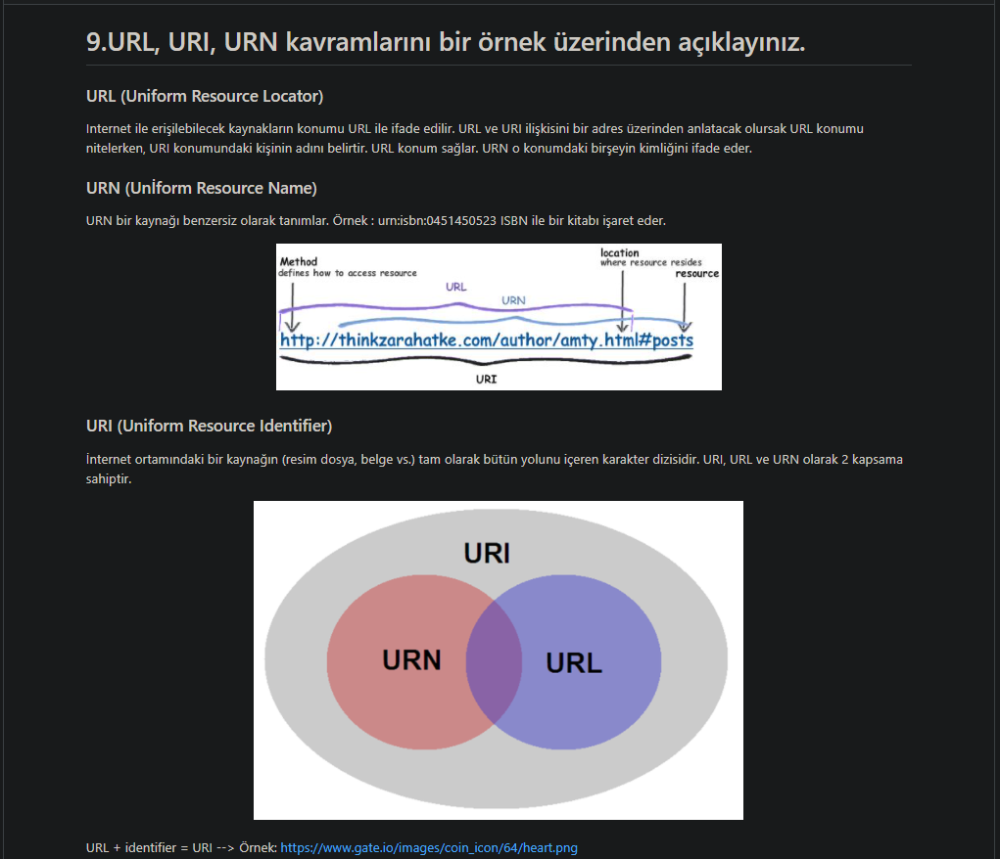 9.URL, URI, URN kavramlarını bir örnek üzerinden açıklayınız.
URL (Uniform Resource Locator)
Internet ile erişilebilecek kaynakların konumu URL ile ifade edilir. URL ve URI ilişkisini bir adres üzerinden anlatacak olursak URL konumu
nitelerken, URI konumundaki kişinin adını belirtir. URL konum sağlar. URN o konumdaki birşeyin kimliğini ifade eder.
URN (Unİform Resource Name)
URN bir kaynağı benzersiz olarak tanımlar. Örnek : urn:isbn:0451450523 ISBN ile bir kitabı işaret eder.
Method
defines how to access resource
location
where resource resides
resource
URL
URN
http://thinkzarahatke.com/author/amty.html#posts
URI
URI (Uniform Resource Identifier)
İnternet ortamındaki bir kaynağın (resim dosya, belge vs.) tam olarak bütün yolunu içeren karakter dizisidir. URI, URL ve URN olarak 2 kapsama
sahiptir.
URI
URN
URL
URL + identifier = URI --> Örnek: https://www.gate.io/images/coin_icon/64/heart.png